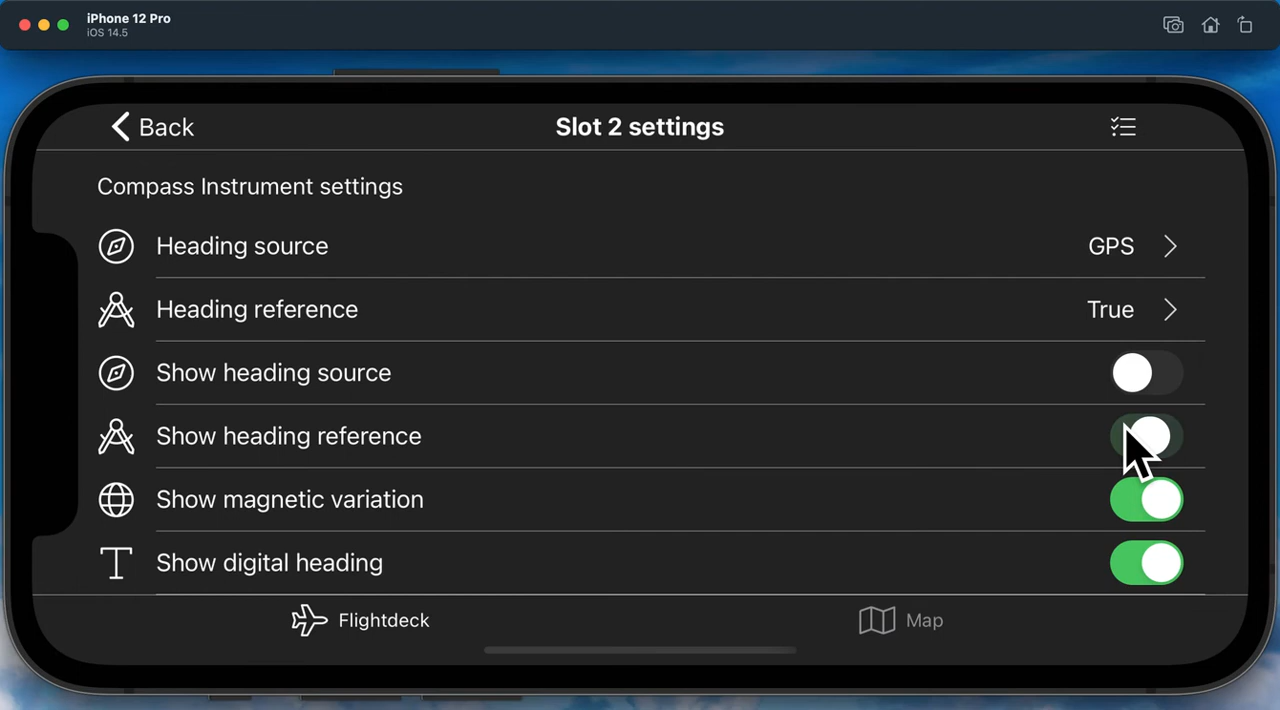 iPhone 12 Pro
iOS 14.5
Back
Slot 2 settings
Compass Instrument settings
Heading source
GPS
Heading reference
True
Show heading source
Show heading reference
Show magnetic variation
Show digital heading
Flightdeck
Map